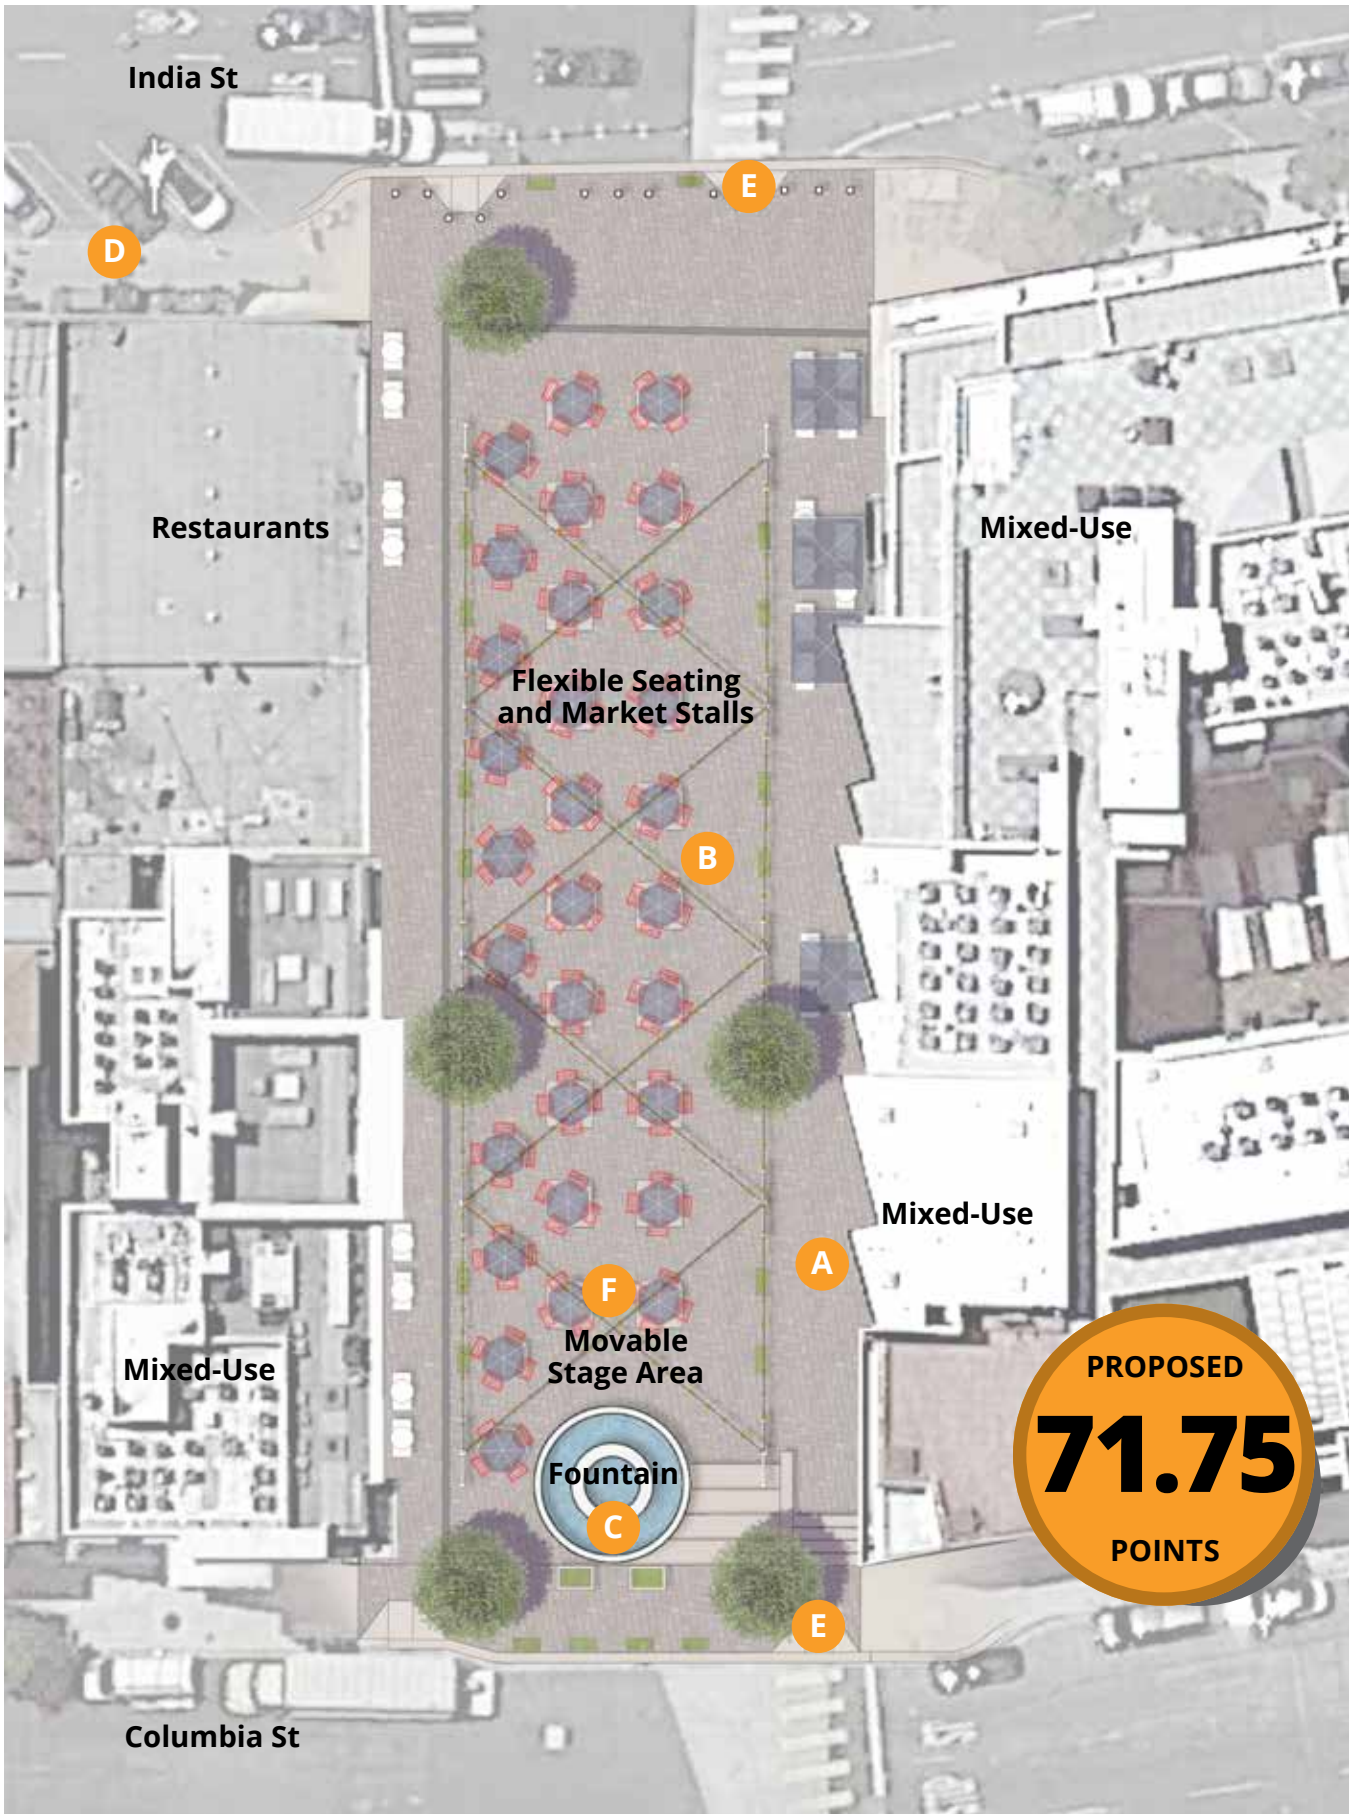 India St
E
D
Restaurants
Mixed-Use
Flexible Seating
and Market Stalls
B
Mixed-Use
A
F
Movable
Stage Area
Mixed-Use
PROPOSED
71.75
POINTS
Fountain
C
E
Columbia St